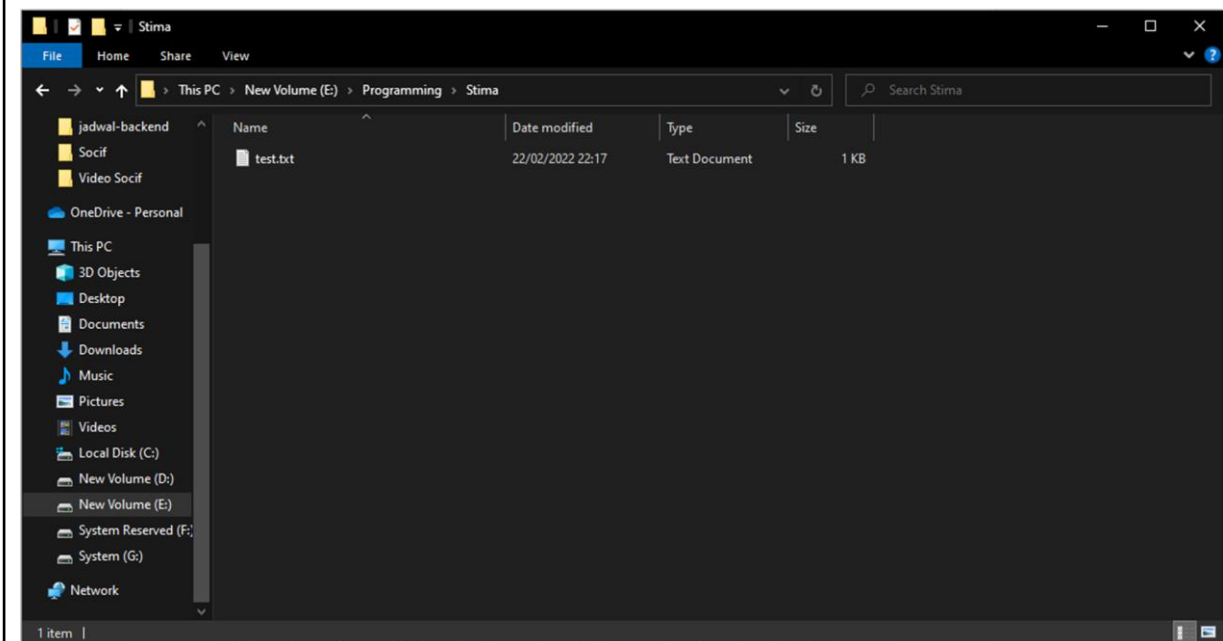 Stima
File Home Share View
This PC > New Volume (E:) > Programming > Stima
Search Stima
jadwal-backend
Socif
Video Socif
OneDrive - Personal
This PC
3D Objects
Desktop
Documents
Downloads
Music
Pictures
Videos
Local Disk (C:)
New Volume (D:)
New Volume (E:)
System Reserved (F:)
System (G:)
Network
Name Date modified Type Size
test.txt 22/02/2022 22:17 Text Document 1 KB
1 item